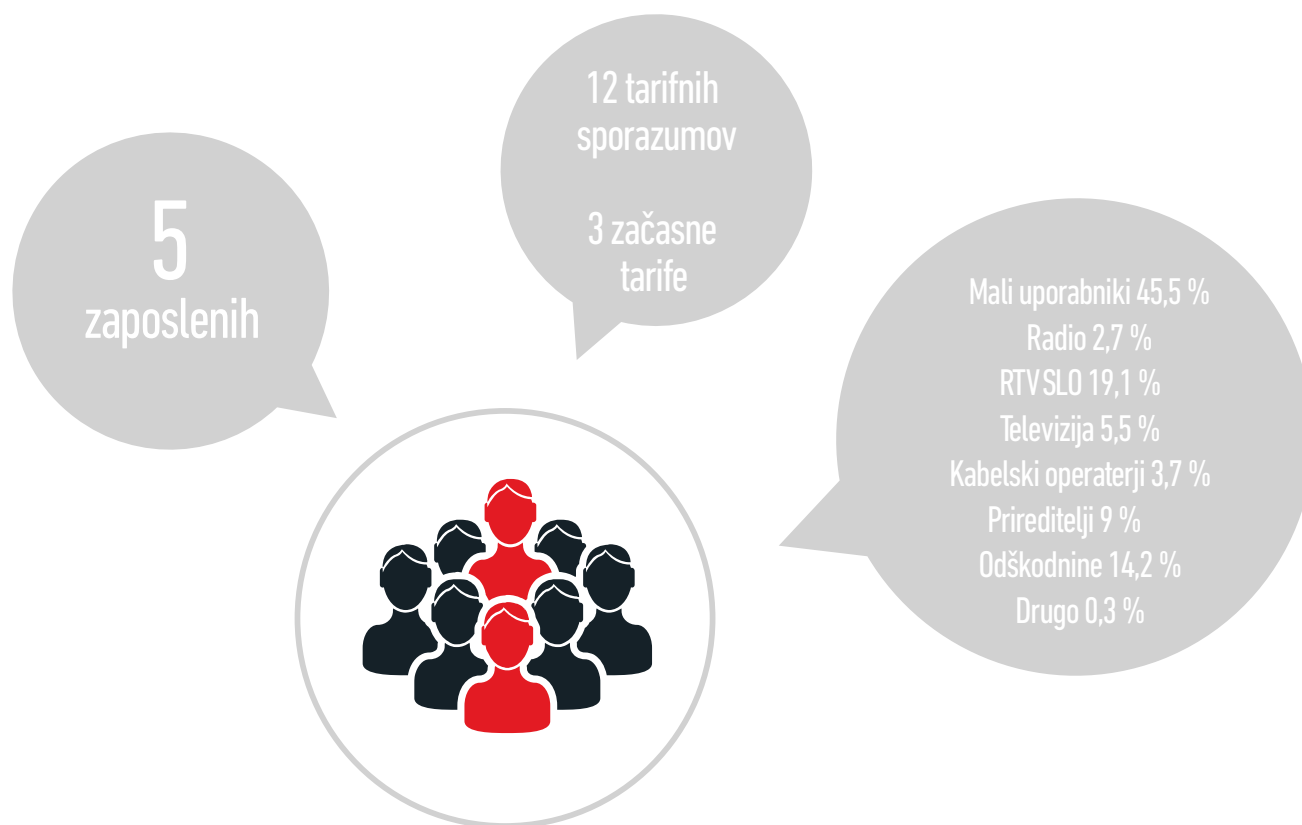 5
zaposlenih
12 tarifnih
sporazumov
3 začasne
tarife
Mali uporabniki 45,5 %
Radio 2,7 %
RTV SLO 19,1 %
Televizija 5,5 %
Kabelski operaterji 3,7 %
Prireditelji 9 %
Odškodnine 14,2 %
Drugo 0,3 %